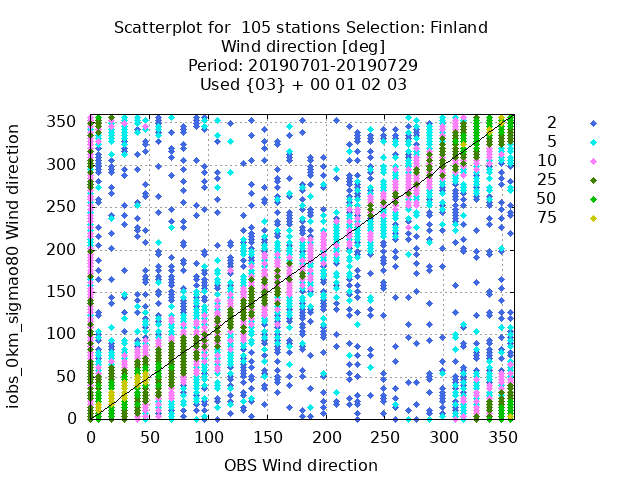 Scatterplot for  105 stations Selection: Finland
Wind direction [deg]
Period: 20190701-20190729
Used {03} + 00 01 02 03
iobs_0km_sigmao80 Wind direction
350
300
250
200
150
100
50
0
0 50 100 150 200 250 300 350
OBS Wind direction
2
5
10
25
50
75